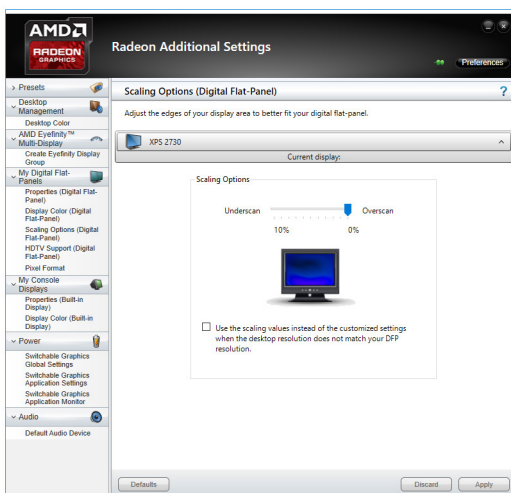 AMD
RADEON
GRAPHICS
Radeon Additional Settings
Preferences
Presets
Desktop
Management
Desktop Color
AMD Eyefinity™
Multi-Display
Create Eyefinity Display
Group
My Digital Flat-
Panels
Properties (Digital Flat-
Panel)
Display Color (Digital
Flat-Panel)
Scaling Options (Digital
Flat-Panel)
HDTV Support (Digital
Flat-Panel)
Pixel Format
My Console
Displays
Properties (Built-in
Display)
Display Color (Built-in
Display)
Power
Switchable Graphics
Global Settings
Switchable Graphics
Application Settings
Switchable Graphics
Application Monitor
Audio
Default Audio Device
Scaling Options (Digital Flat-Panel)
?
Adjust the edges of your display area to better fit your digital flat-panel.
XPS 2730
Current display:
Scaling Options
Underscan Overscan
10% 0%
Use the scaling values instead of the customized settings
when the desktop resolution does not match your DFP
resolution.
Defaults Discard Apply